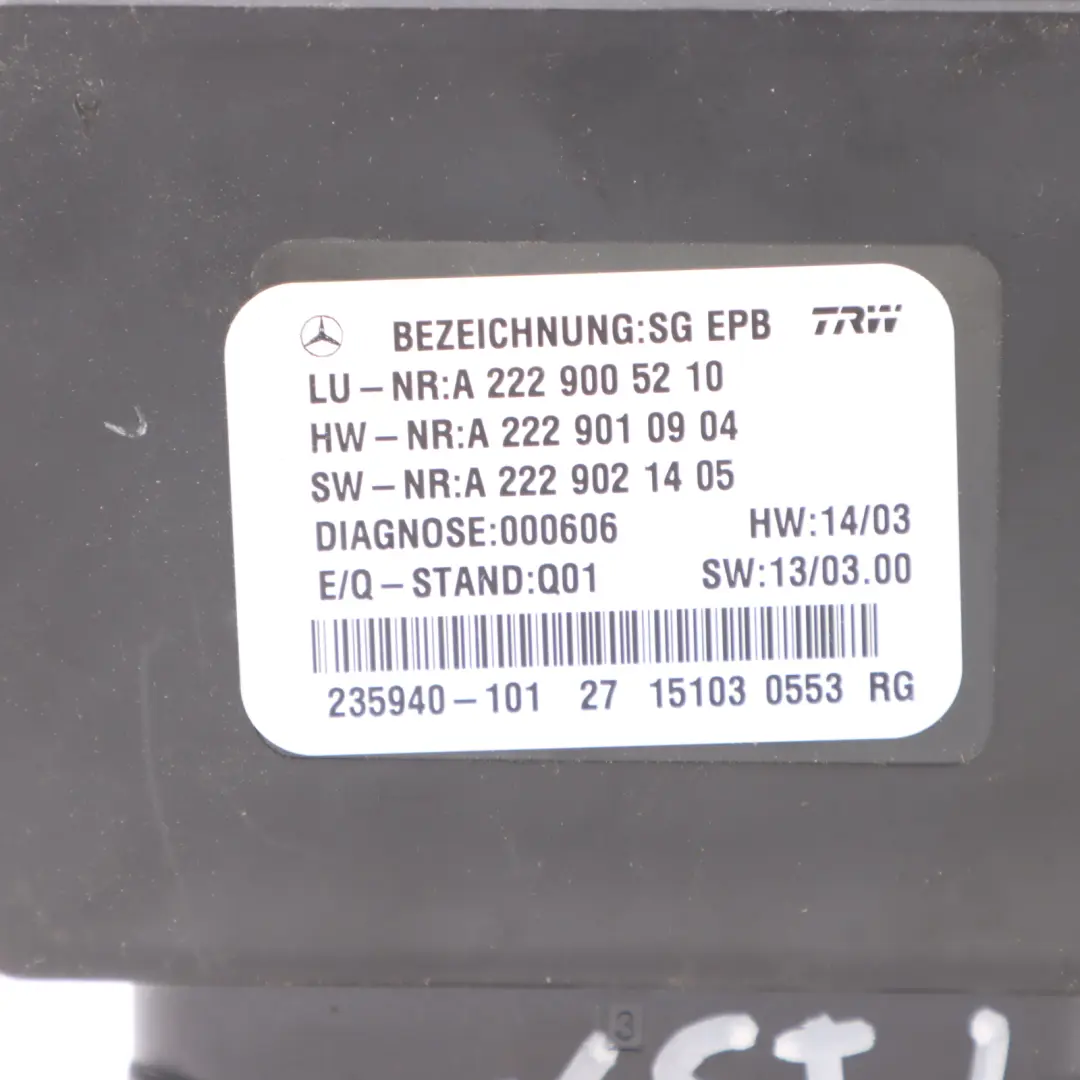 BEZEICHNUNG:SG EPB TRW
LU-NR:A 222 900 52 10
HW-NR:A 222 901 09 04
SW-NR:A 222 902 14 05
DIAGNOSE:000606 HW:14/03
E/Q-STAND:Q01 SW:13/03.00
235940-101 27 15103 0553 RG
3